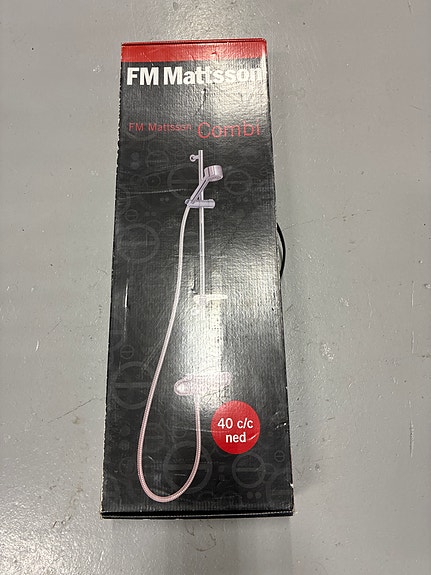 FM Mattsson
FM Mattsson Combi
40 c/c
ned